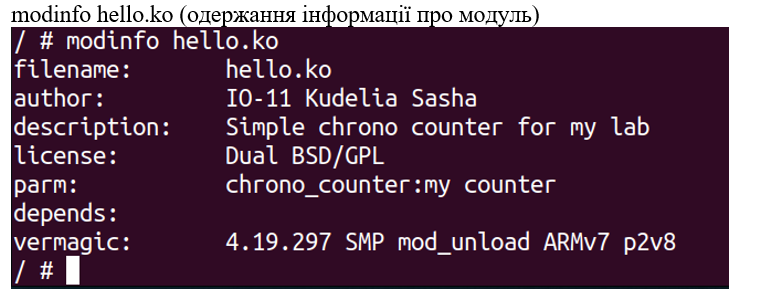 modinfo hello.ko (одержання інформації про модуль)
/ # modinfo hello.ko
filename:       hello.ko
author:         IO-11 Kudelia Sasha
description:    Simple chrono counter for my lab
license:        Dual BSD/GPL
parm:           chrono_counter:my counter
depends:
vermagic:       4.19.297 SMP mod_unload ARMv7 p2v8
/ #